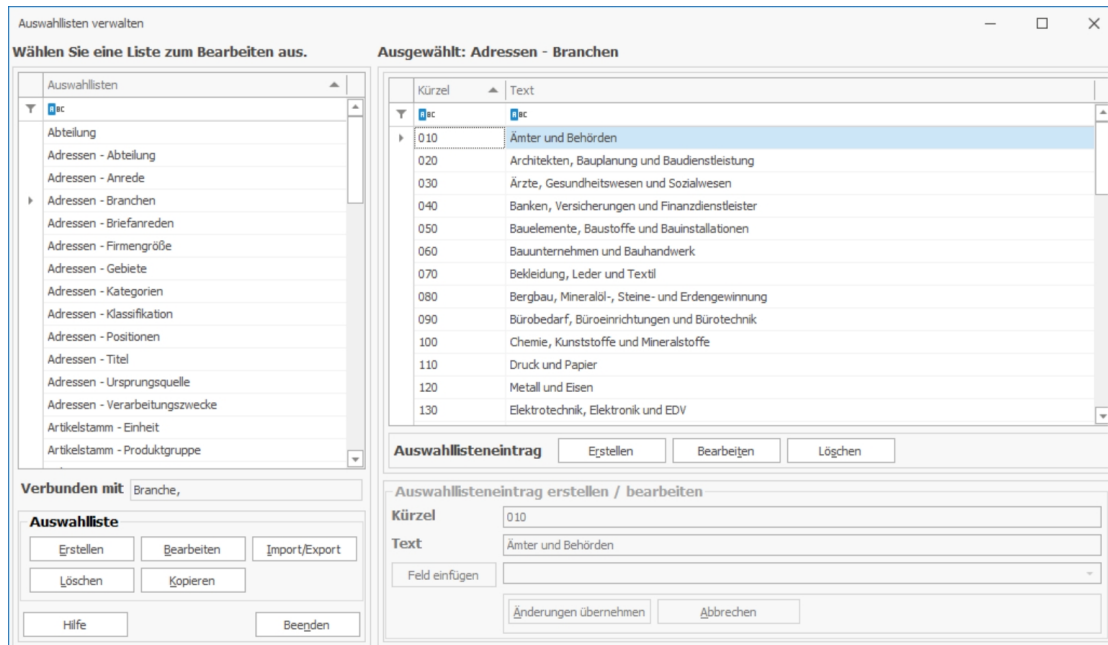 Auswahllisten verwalten
Wählen Sie eine Liste zum Bearbeiten aus.
Auswahllisten
ABC
Abteilung
Adressen - Abteilung
Adressen - Anrede
Adressen - Branchen
Adressen - Briefanreden
Adressen - Firmengröße
Adressen - Gebiete
Adressen - Kategorien
Adressen - Klassifikation
Adressen - Positionen
Adressen - Titel
Adressen - Ursprungsquelle
Adressen - Verarbeitungszwecke
Artikelstamm - Einheit
Artikelstamm - Produktgruppe
Verbunden mit Branche,
Auswahlliste
Erstellen Bearbeiten Import/Export
Löschen Kopieren
Hilfe Beenden
Ausgewählt: Adressen - Branchen
Kürzel Text
ABC ABC
010 Ämter und Behörden
020 Architekten, Bauplanung und Baudienstleistung
030 Ärzte, Gesundheitswesen und Sozialwesen
040 Banken, Versicherungen und Finanzdienstleister
050 Bauelemente, Baustoffe und Bauinstallationen
060 Bauunternehmen und Bauhandwerk
070 Bekleidung, Leder und Textil
080 Bergbau, Mineralöl-, Steine- und Erdengewinnung
090 Bürobedarf, Büroeinrichtungen und Bürotechnik
100 Chemie, Kunststoffe und Mineralstoffe
110 Druck und Papier
120 Metall und Eisen
130 Elektrotechnik, Elektronik und EDV
Auswahllisteneintrag Erstellen Bearbeiten Löschen
Auswahllisteneintrag erstellen / bearbeiten
Kürzel 010
Text Ämter und Behörden
Feld einfügen
Änderungen übernehmen Abbrechen